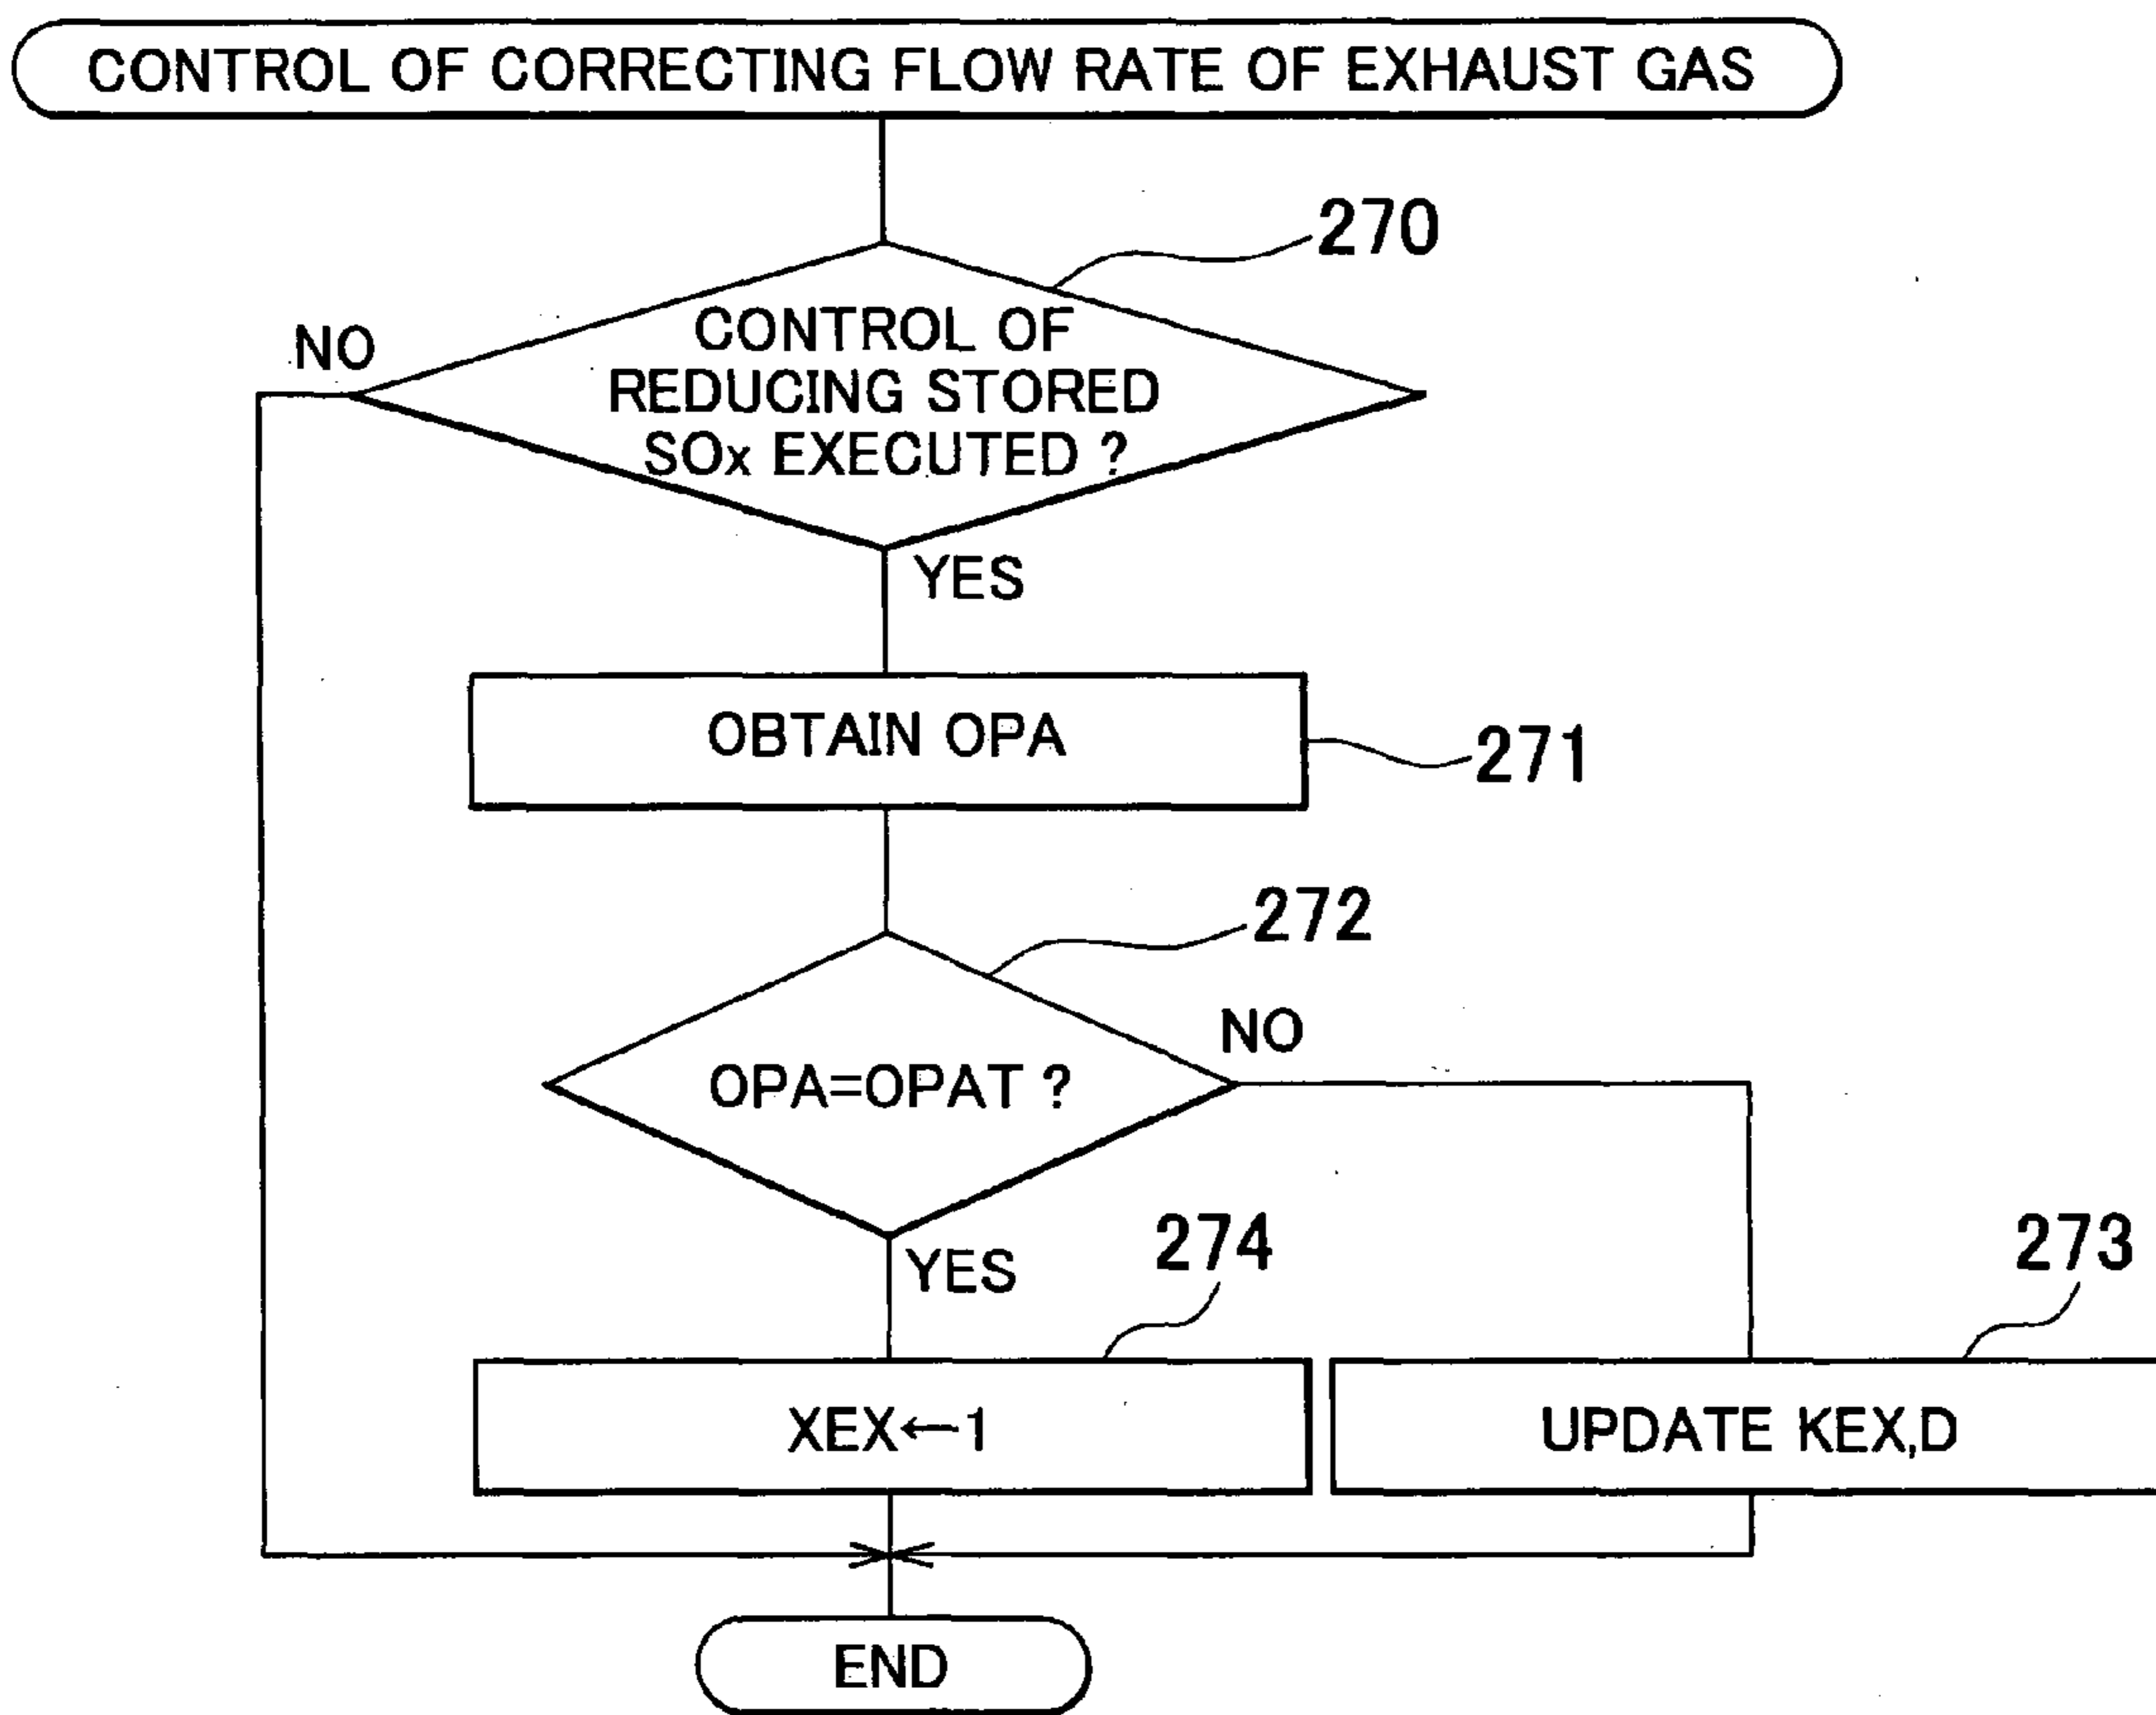 CONTROL OF CORRECTING FLOW RATE OF EXHAUST GAS
270
NO
CONTROL OF
REDUCING STORED
SOx EXECUTED ?
YES
OBTAIN OPA
271
272
NO
OPA=OPAT ?
YES
274
273
XEX←1
UPDATE KEX,D
END